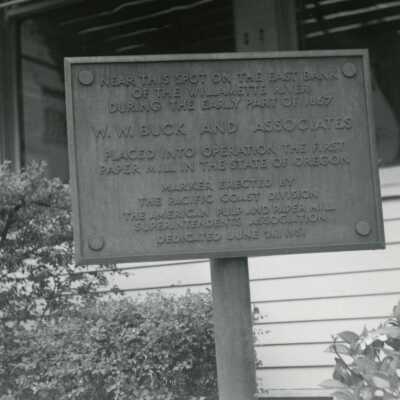 NEAR THIS SPOT ON THE EAST BANK
OF THE WILLAMETTE RIVER
DURING THE EARLY PART OF 1867
W. W. BUCK AND ASSOCIATES
PLACED INTO OPERATION THE FIRST
PAPER MILL IN THE STATE OF OREGON
MARKER ERECTED BY
THE PACIFIC COAST DIVISION
THE AMERICAN PULP AND PAPER MILL
SUPERINTENDENTS ASSOCIATION
DEDICATED JUNE 1951